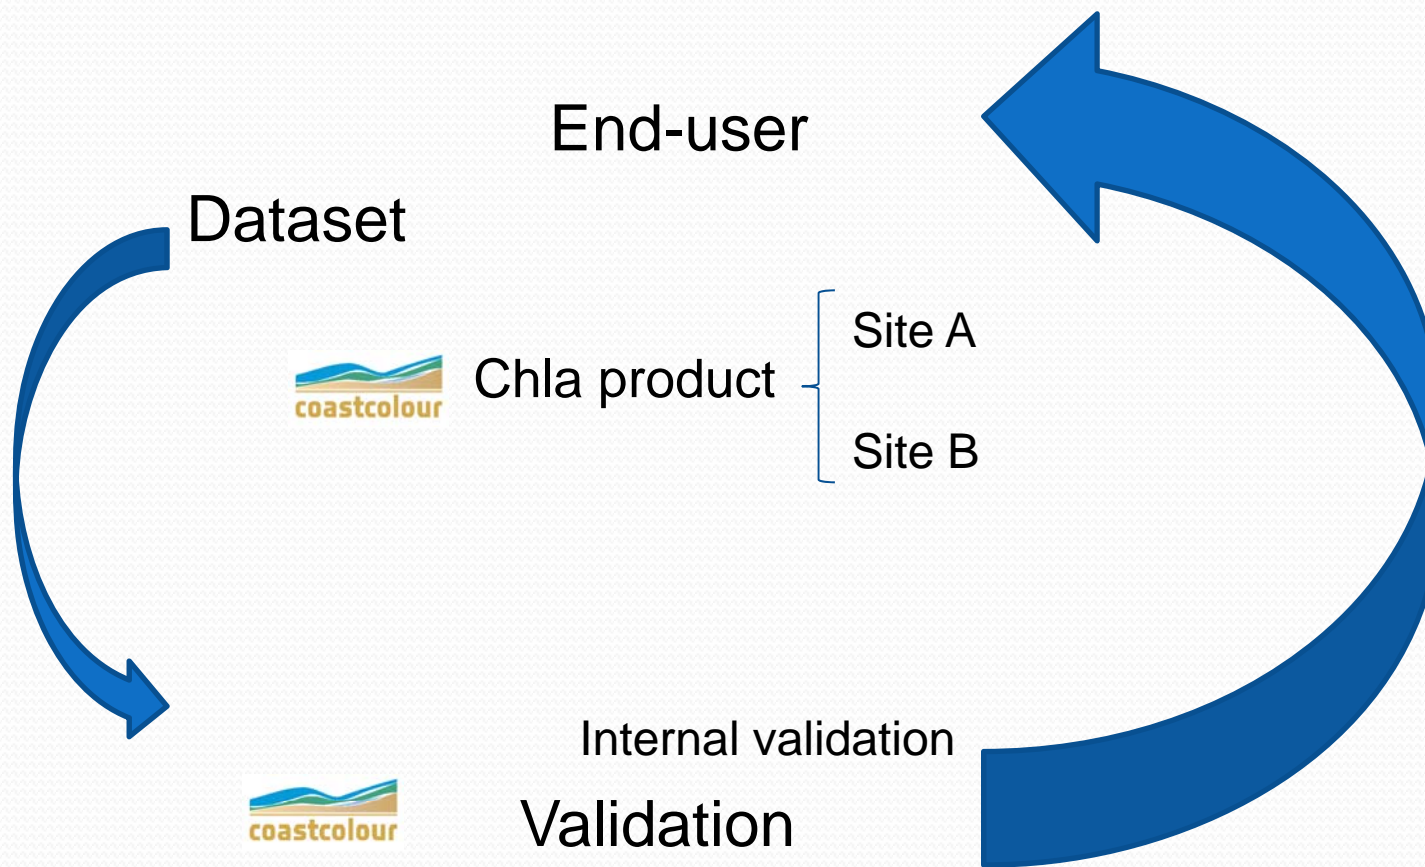 End-user
Dataset
Site A
coastcolour Chla product
Site B
Internal validation
coastcolour Validation